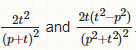 2t²/(p+t)² and 2t(t²−p²)/(p²+t²)²